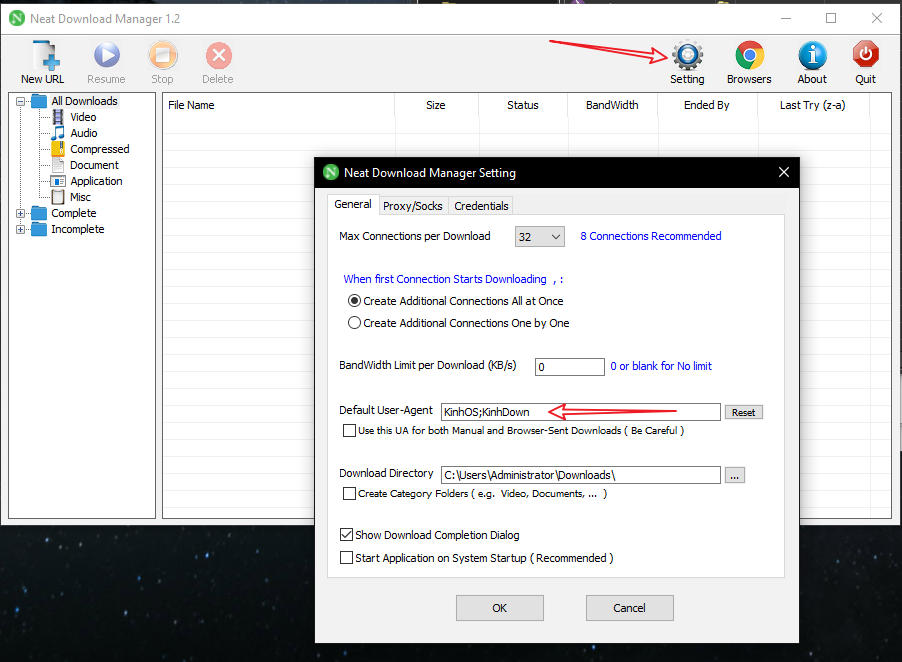 Neat Download Manager 1.2
New URL Resume Stop Delete Setting Browsers About Quit
All Downloads
Video
Audio
Compressed
Document
Application
Misc
Complete
Incomplete
File Name Size Status BandWidth Ended By Last Try (z-a)
Neat Download Manager Setting
General Proxy/Socks Credentials
Max Connections per Download 32 8 Connections Recommended
When first Connection Starts Downloading , :
Create Additional Connections All at Once
Create Additional Connections One by One
BandWidth Limit per Download (KB/s) 0 0 or blank for No limit
Default User-Agent KinhOS;KinhDown Reset
Use this UA for both Manual and Browser-Sent Downloads ( Be Careful )
Download Directory C:\Users\Administrator\Downloads\ ...
Create Category Folders ( e.g. Video, Documents, ... )
Show Download Completion Dialog
Start Application on System Startup ( Recommended )
OK Cancel